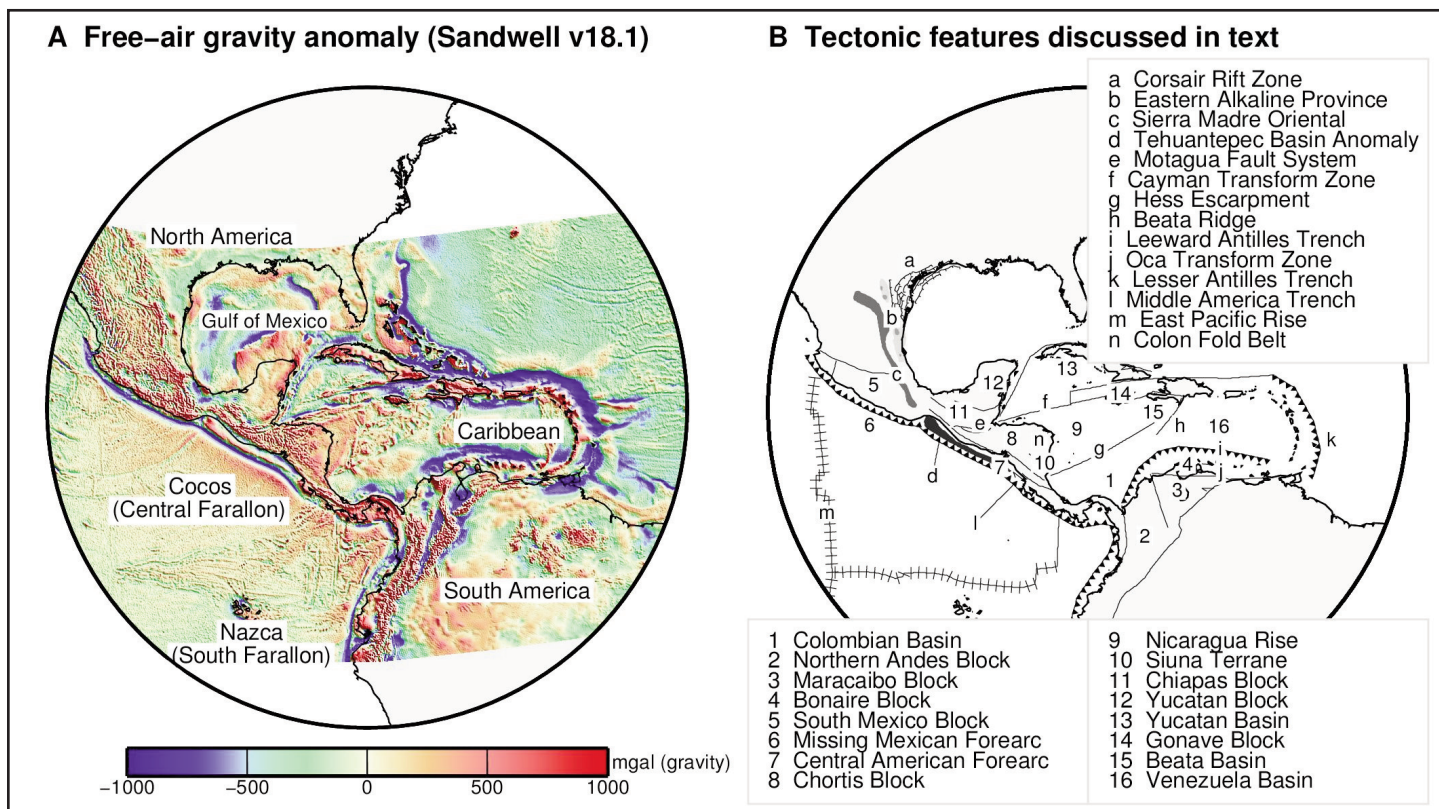 A Free−air gravity anomaly (Sandwell v18.1)
North America
Gulf of Mexico
Caribbean
Cocos
(Central Farallon)
South America
Nazca
(South Farallon)
mgal (gravity)
−1000 −500 0 500 1000
B Tectonic features discussed in text
a Corsair Rift Zone
b Eastern Alkaline Province
c Sierra Madre Oriental
d Tehuantepec Basin Anomaly
e Motagua Fault System
f Cayman Transform Zone
g Hess Escarpment
h Beata Ridge
i Leeward Antilles Trench
j Oca Transform Zone
k Lesser Antilles Trench
l Middle America Trench
m East Pacific Rise
n Colon Fold Belt
a
b
13
c
12
5
14
f
11
15
6
e
9
h
16
8
n
k
g
i
10
4
j
d
7
1
3
m
l
2
1 Colombian Basin
2 Northern Andes Block
3 Maracaibo Block
4 Bonaire Block
5 South Mexico Block
6 Missing Mexican Forearc
7 Central American Forearc
8 Chortis Block
9 Nicaragua Rise
10 Siuna Terrane
11 Chiapas Block
12 Yucatan Block
13 Yucatan Basin
14 Gonave Block
15 Beata Basin
16 Venezuela Basin